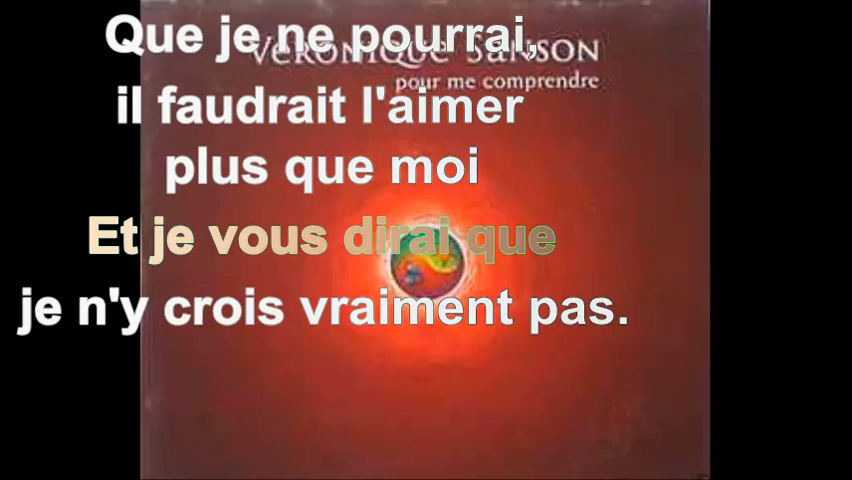 Que je ne pourrai,
VERONIQUE SANSON
pour me comprendre
il faudrait l'aimer
plus que moi
Et je vous dirai que
je n'y crois vraiment pas.